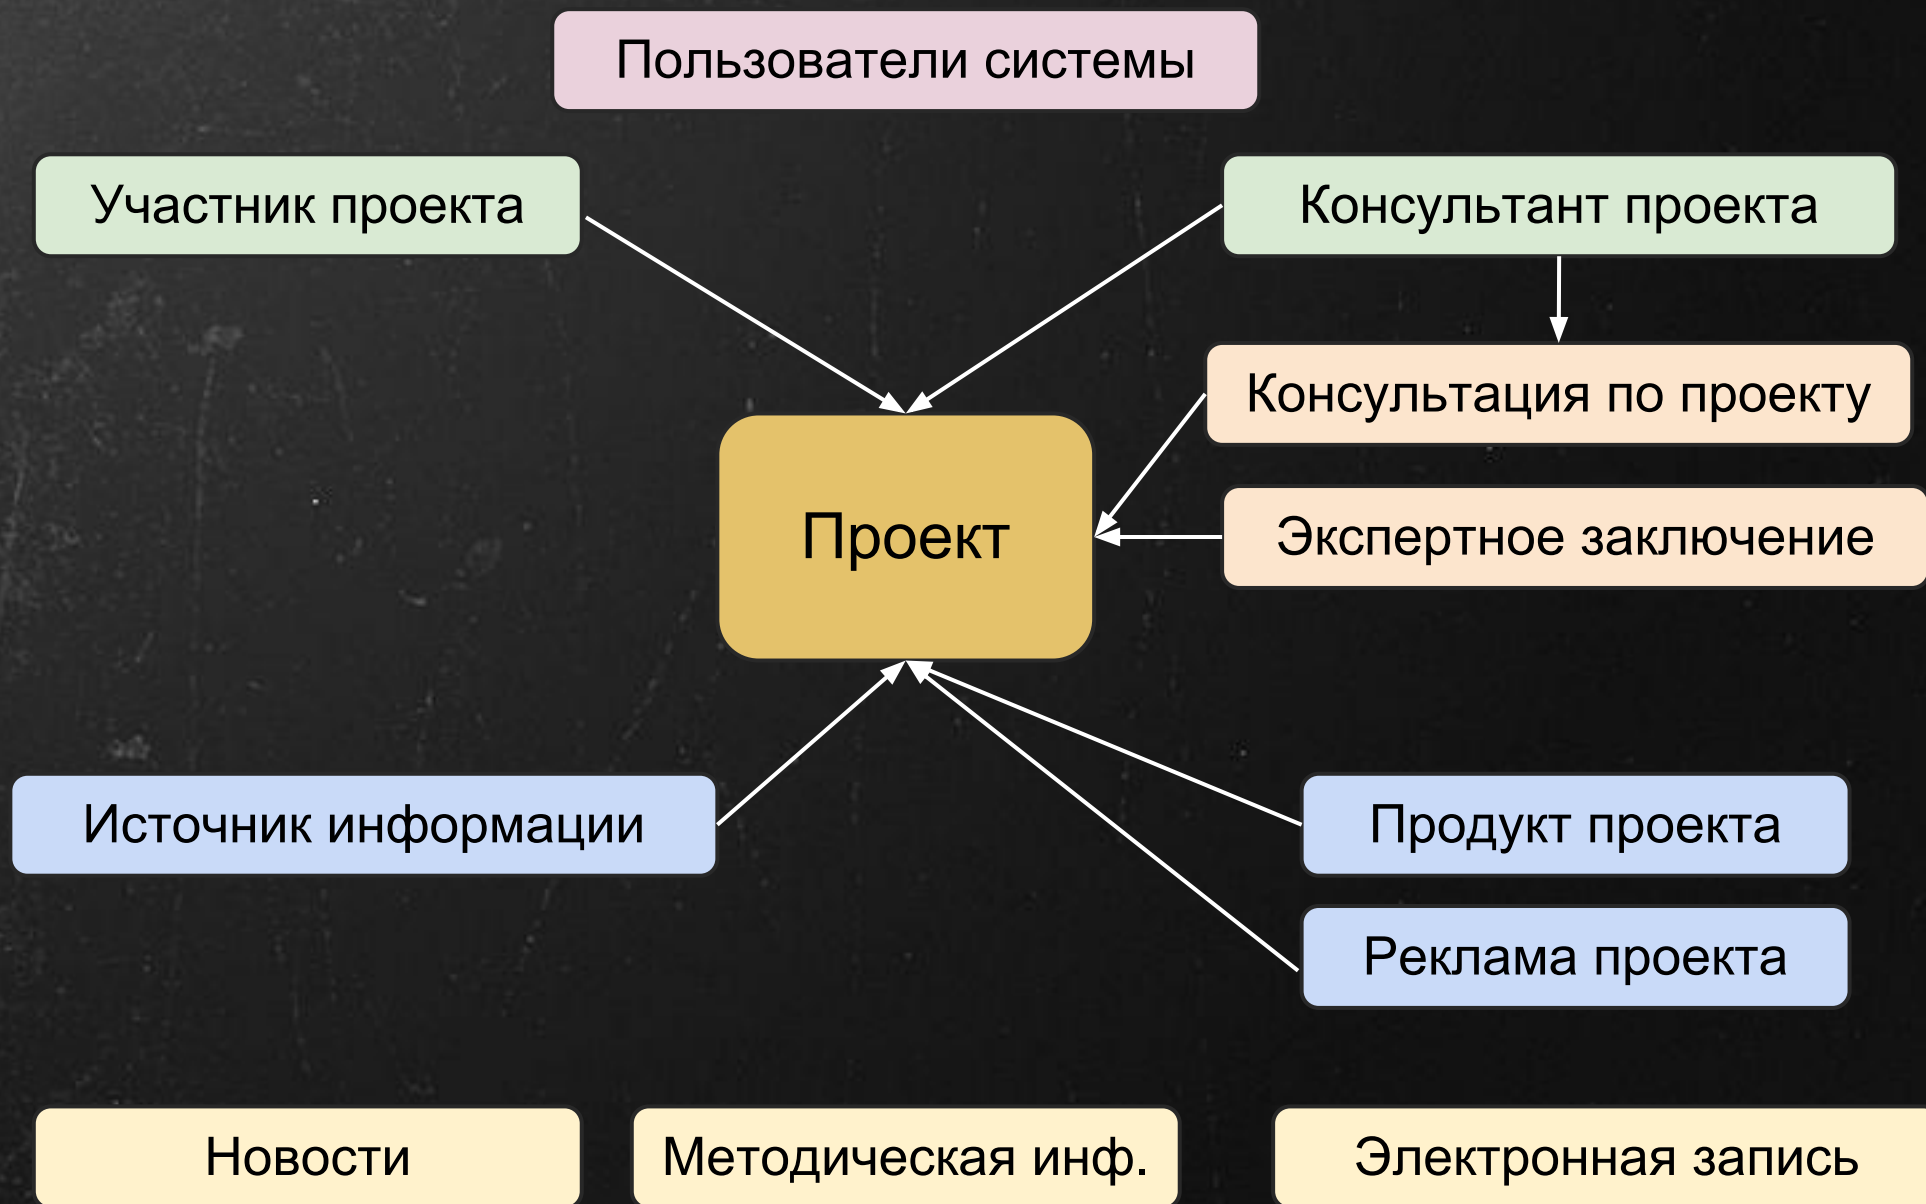 Пользователи системы
Участник проекта
Консультант проекта
Консультация по проекту
Проект
Экспертное заключение
Источник информации
Продукт проекта
Реклама проекта
Новости
Методическая инф.
Электронная запись